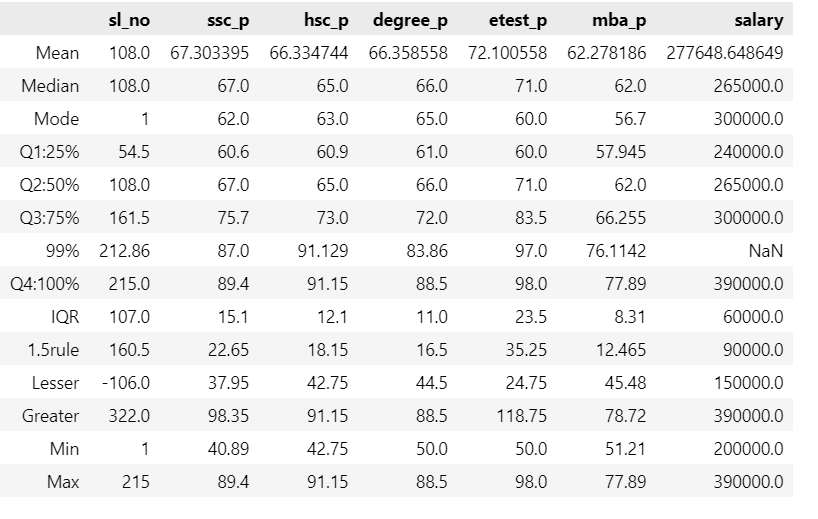 sl_no ssc_p hsc_p degree_p etest_p mba_p salary
Mean 108.0 67.303395 66.334744 66.358558 72.100558 62.278186 277648.648649
Median 108.0 67.0 65.0 66.0 71.0 62.0 265000.0
Mode 1 62.0 63.0 65.0 60.0 56.7 300000.0
Q1:25% 54.5 60.6 60.9 61.0 60.0 57.945 240000.0
Q2:50% 108.0 67.0 65.0 66.0 71.0 62.0 265000.0
Q3:75% 161.5 75.7 73.0 72.0 83.5 66.255 300000.0
99% 212.86 87.0 91.129 83.86 97.0 76.1142 NaN
Q4:100% 215.0 89.4 91.15 88.5 98.0 77.89 390000.0
IQR 107.0 15.1 12.1 11.0 23.5 8.31 60000.0
1.5rule 160.5 22.65 18.15 16.5 35.25 12.465 90000.0
Lesser -106.0 37.95 42.75 44.5 24.75 45.48 150000.0
Greater 322.0 98.35 91.15 88.5 118.75 78.72 390000.0
Min 1 40.89 42.75 50.0 50.0 51.21 200000.0
Max 215 89.4 91.15 88.5 98.0 77.89 390000.0